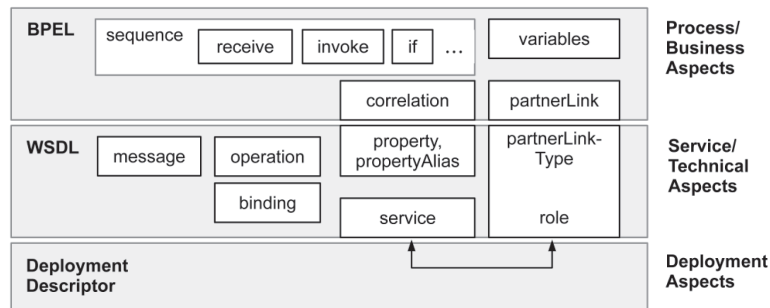 BPEL
sequence
receive
invoke
if
...
variables
Process/
Business
Aspects
correlation
partnerLink
WSDL
message
operation
property,
propertyAlias
partnerLink-
Type
Service/
Technical
Aspects
binding
service
role
Deployment
Descriptor
Deployment
Aspects